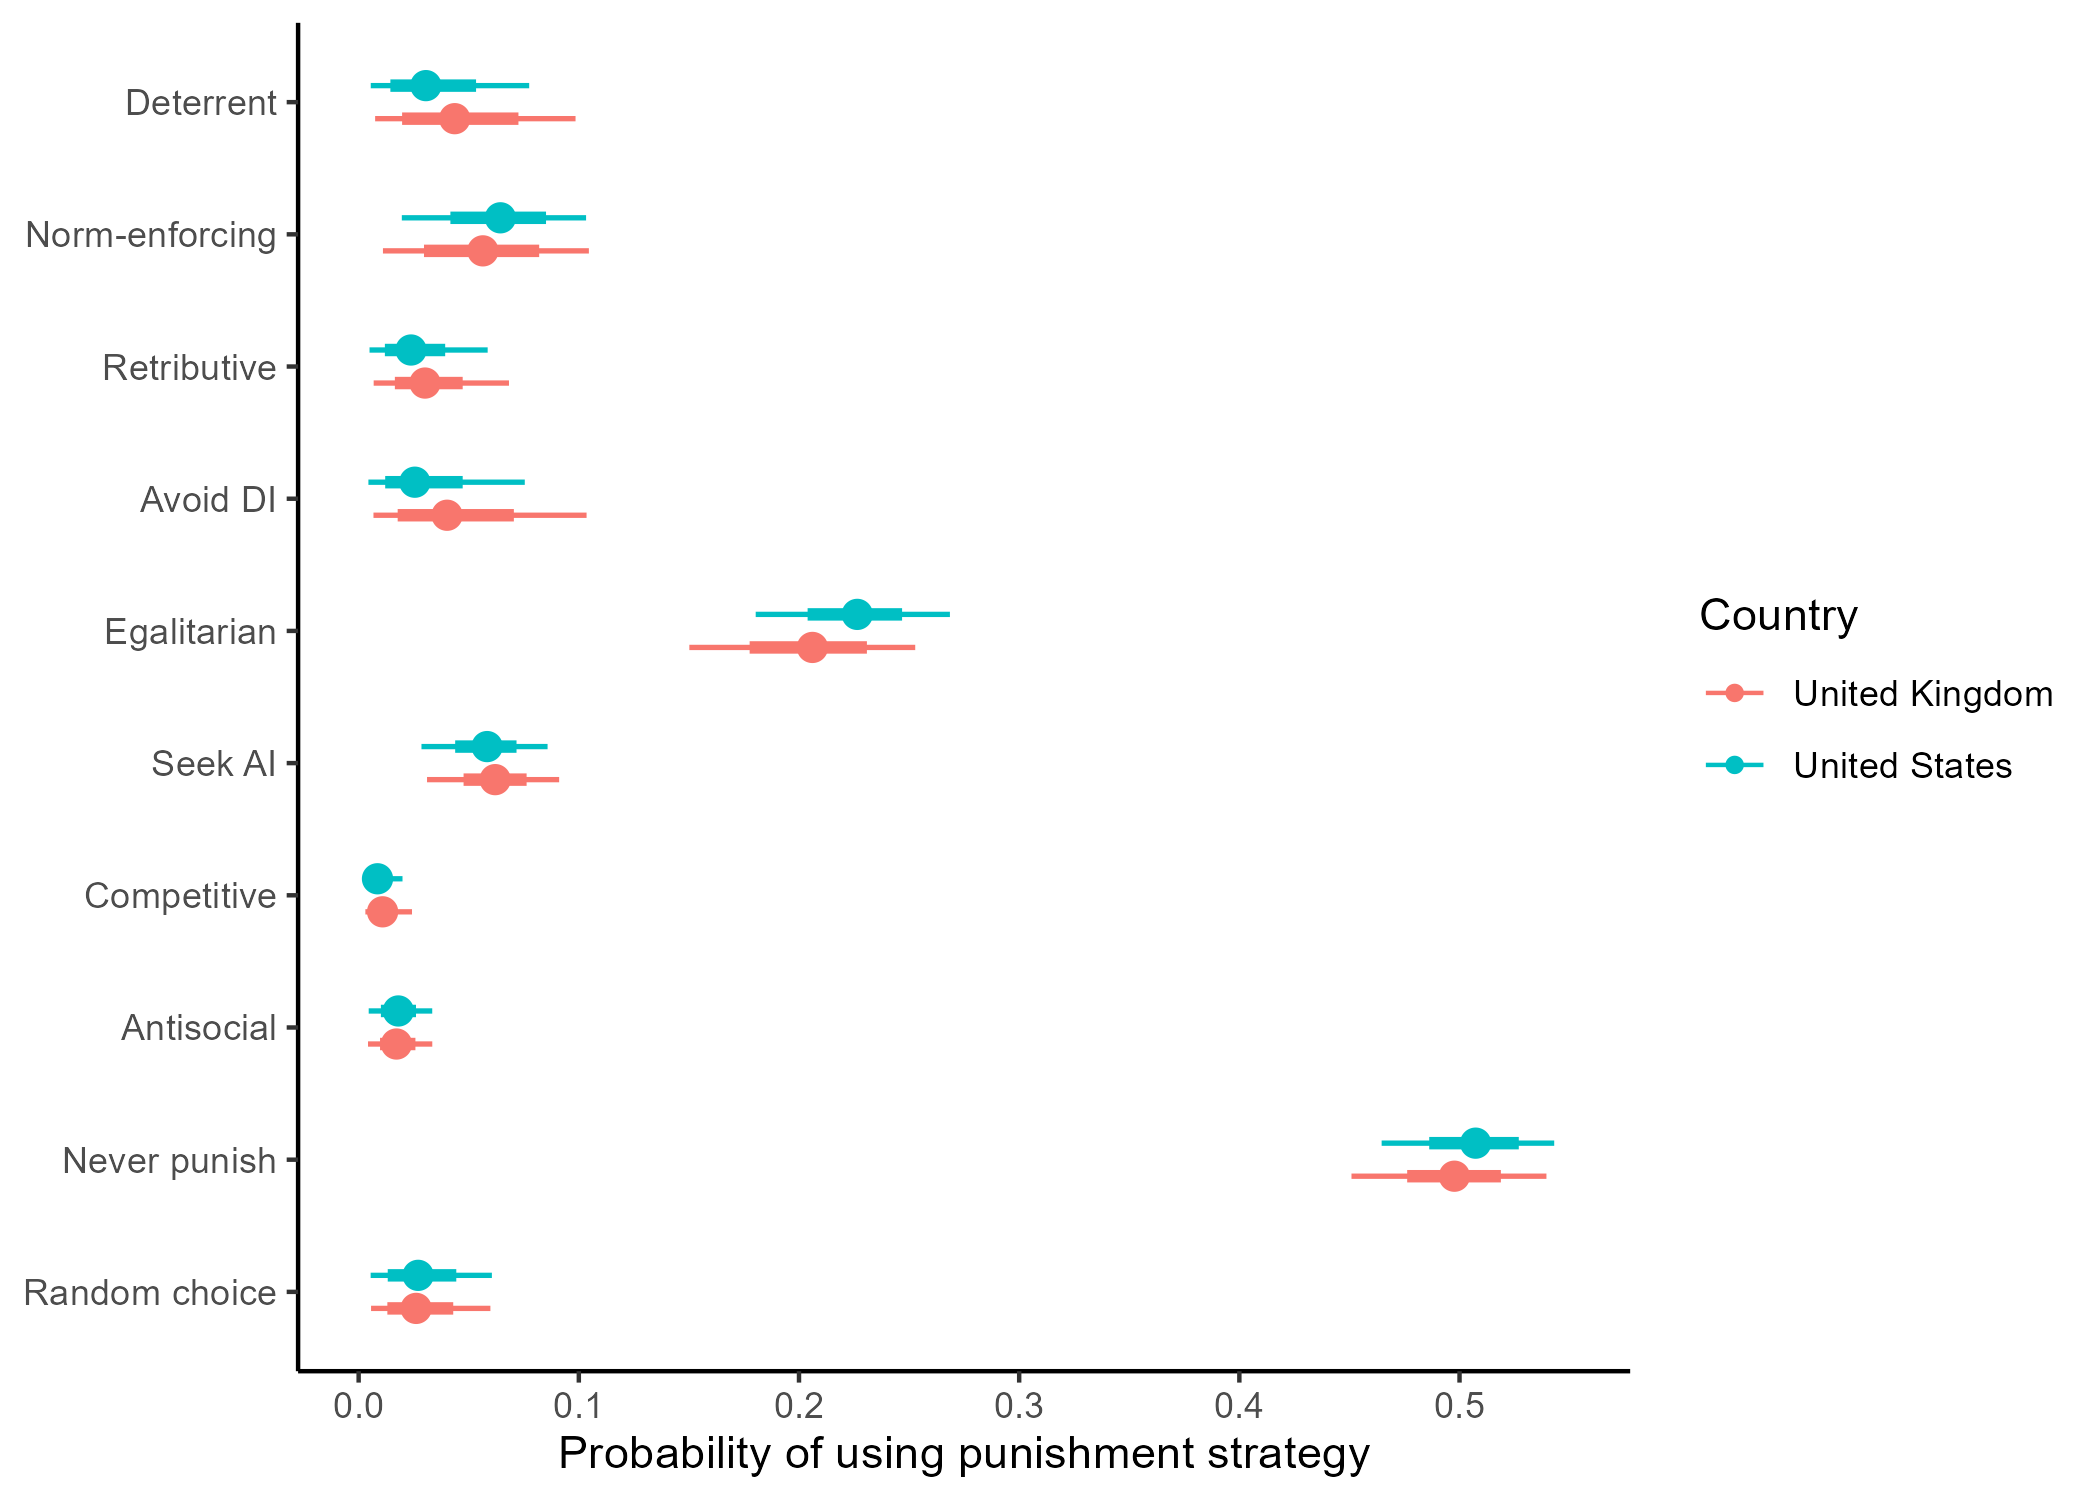 Deterrent
Norm-enforcing
Retributive
Avoid DI
Egalitarian
Seek AI
Competitive
Antisocial
Never punish
Random choice
0.0 0.1 0.2 0.3 0.4 0.5
Probability of using punishment strategy
Country
United Kingdom
United States